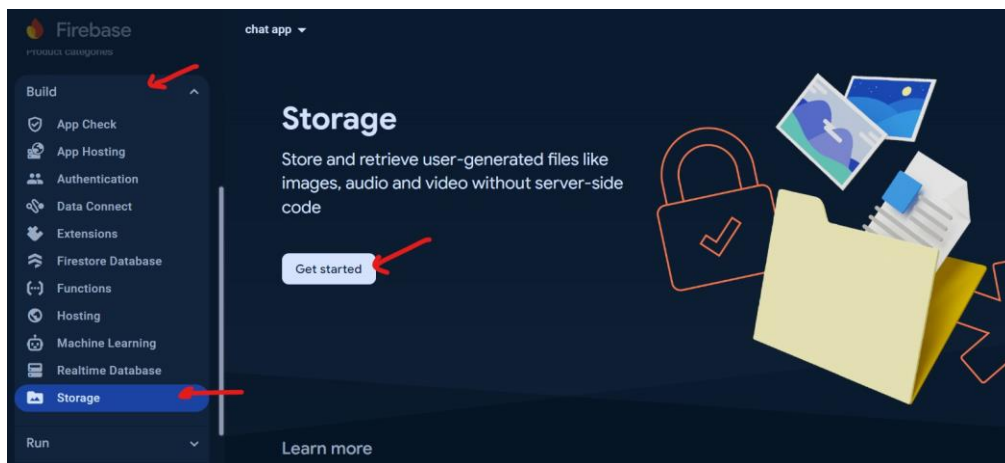 Firebase
chat app
Product categories
Build
App Check
App Hosting
Authentication
Data Connect
Extensions
Firestore Database
Functions
Hosting
Machine Learning
Realtime Database
Storage
Run
Storage
Store and retrieve user-generated files like
images, audio and video without server-side
code
Get started
Learn more